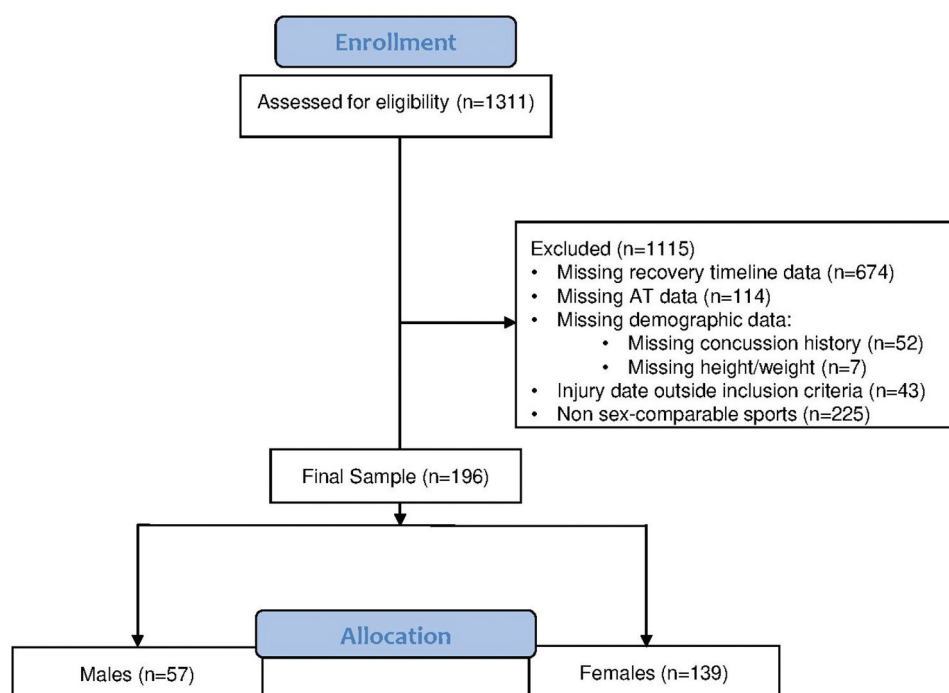 Enrollment
Assessed for eligibility (n=1311)
Excluded (n=1115)
• Missing recovery timeline data (n=674)
• Missing AT data (n=114)
• Missing demographic data:
• Missing concussion history (n=52)
• Missing height/weight (n=7)
• Injury date outside inclusion criteria (n=43)
• Non sex-comparable sports (n=225)
Final Sample (n=196)
Allocation
Males (n=57)
Females (n=139)